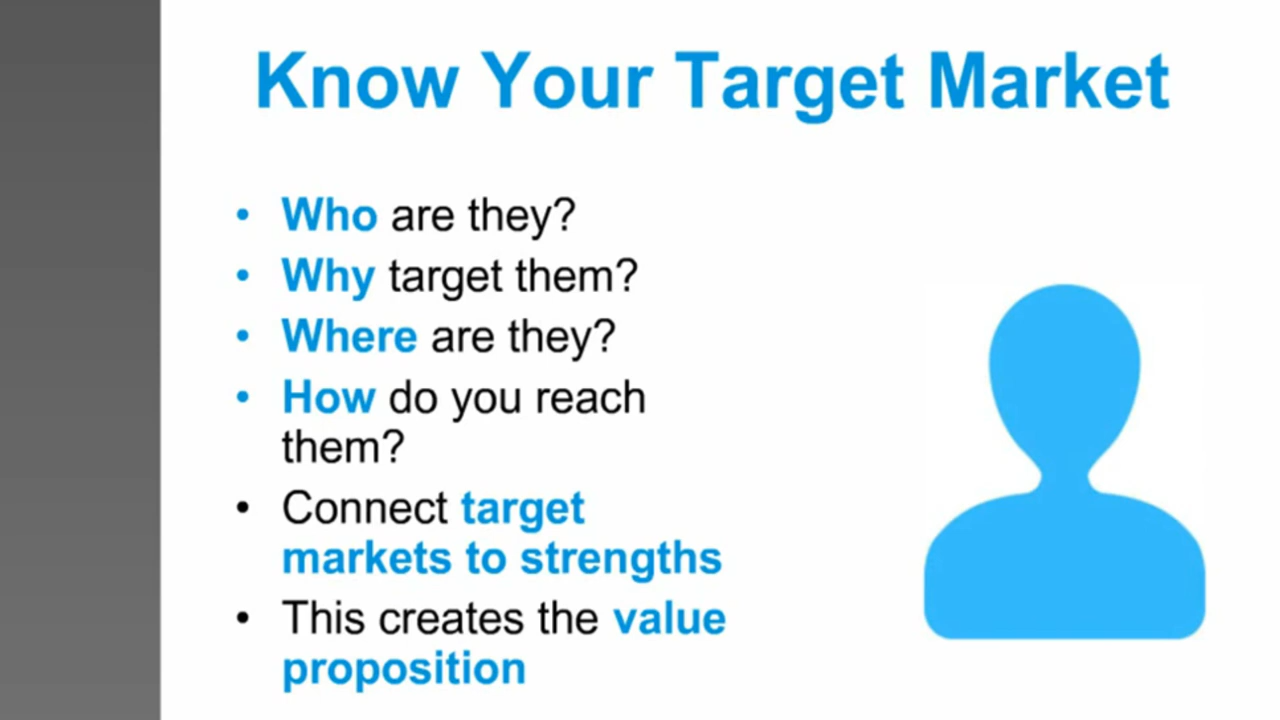 Know Your Target Market
• Who are they?
• Why target them?
• Where are they?
• How do you reach
them?
• Connect target
markets to strengths
• This creates the value
proposition